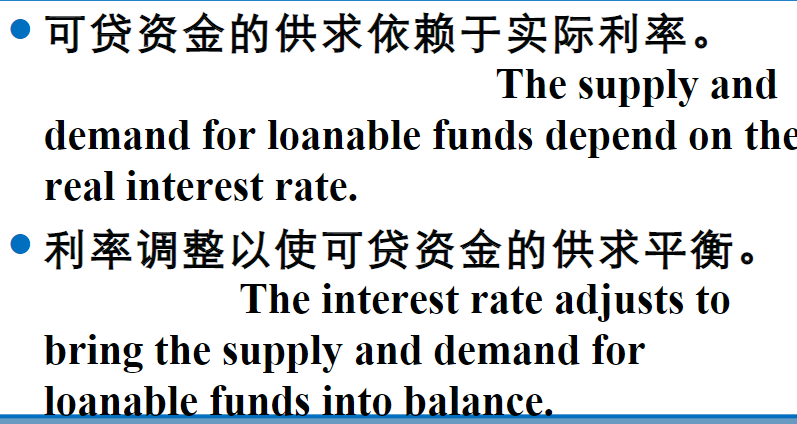 可贷资金的供求依赖于实际利率。
The supply and
demand for loanable funds depend on the
real interest rate.
利率调整以使可贷资金的供求平衡。
The interest rate adjusts to
bring the supply and demand for
loanable funds into balance.